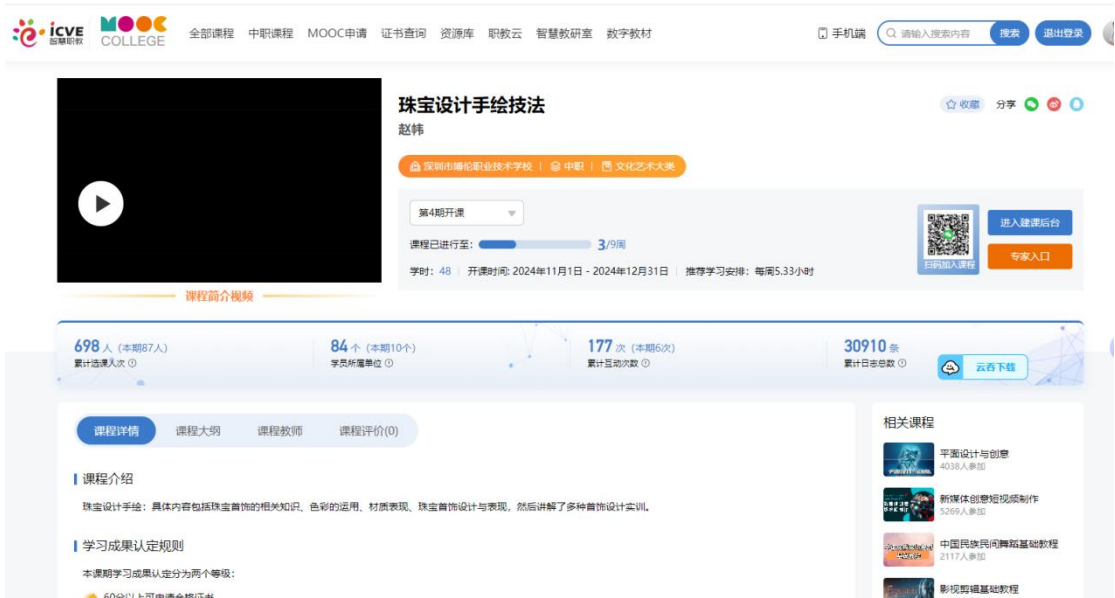 icve 智慧职教 MOOC COLLEGE 全部课程 中职课程 MOOC申请 证书查询 资源库 职教云 智慧教研室 数字教材 手机端 请输入搜索内容 搜索 退出登录
珠宝设计手绘技法
收藏 分享
赵帏
深圳市博伦职业技术学校 | 中职 | 文化艺术大类
第4期开课
进入建课后台
课程已进行至: 3/9周
专家入口
扫码加入课程
学时: 48 | 开课时间: 2024年11月1日 - 2024年12月31日 | 推荐学习安排: 每周5.33小时
课程简介视频
698 人 (本期87人) 84 个 (本期10个) 177 次 (本期6次) 30910 条
累计选课人次 学员所属单位 累计互动次数 累计日志总数
云吞下载
课程详情 课程大纲 课程教师 课程评价(0)
相关课程
平面设计与创意
4038人参加
课程介绍
新媒体创意短视频制作
5269人参加
珠宝设计手绘: 具体内容包括珠宝首饰的相关知识、色彩的运用、材质表现、珠宝首饰设计与表现, 然后讲解了多种首饰设计实训。
学习成果认定规则
中国民族民间舞蹈基础教程
2117人参加
本课期学习成果认定分为两个等级:
影视剪辑基础教程
60分以上可申请合格证书